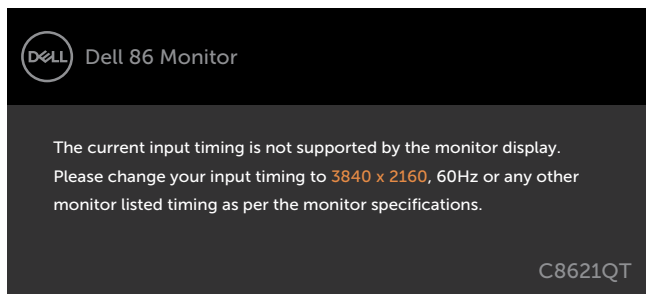 DELL Dell 86 Monitor
The current input timing is not supported by the monitor display.
Please change your input timing to 3840 x 2160, 60Hz or any other
monitor listed timing as per the monitor specifications.
C8621QT